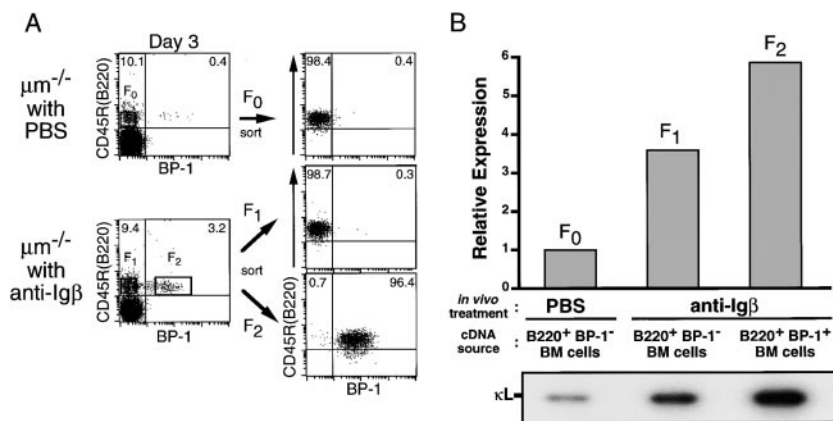 A
Day 3
μm-/-
with
PBS
CD45R(B220)
10.1
0.4
F0
BP-1
F0
sort
98.4
0.4
μm-/-
with
anti-Igβ
CD45R(B220)
9.4
3.2
F1
F2
BP-1
F1
sort
F2
98.7
0.3
CD45R(B220)
0.7
96.4
BP-1
B
Relative Expression
6
5
4
3
2
1
0
F0
F1
F2
in vivo
treatment :
PBS
anti-Igβ
cDNA
source :
B220+ BP-1-
BM cells
B220+ BP-1-
BM cells
B220+ BP-1+
BM cells
κL